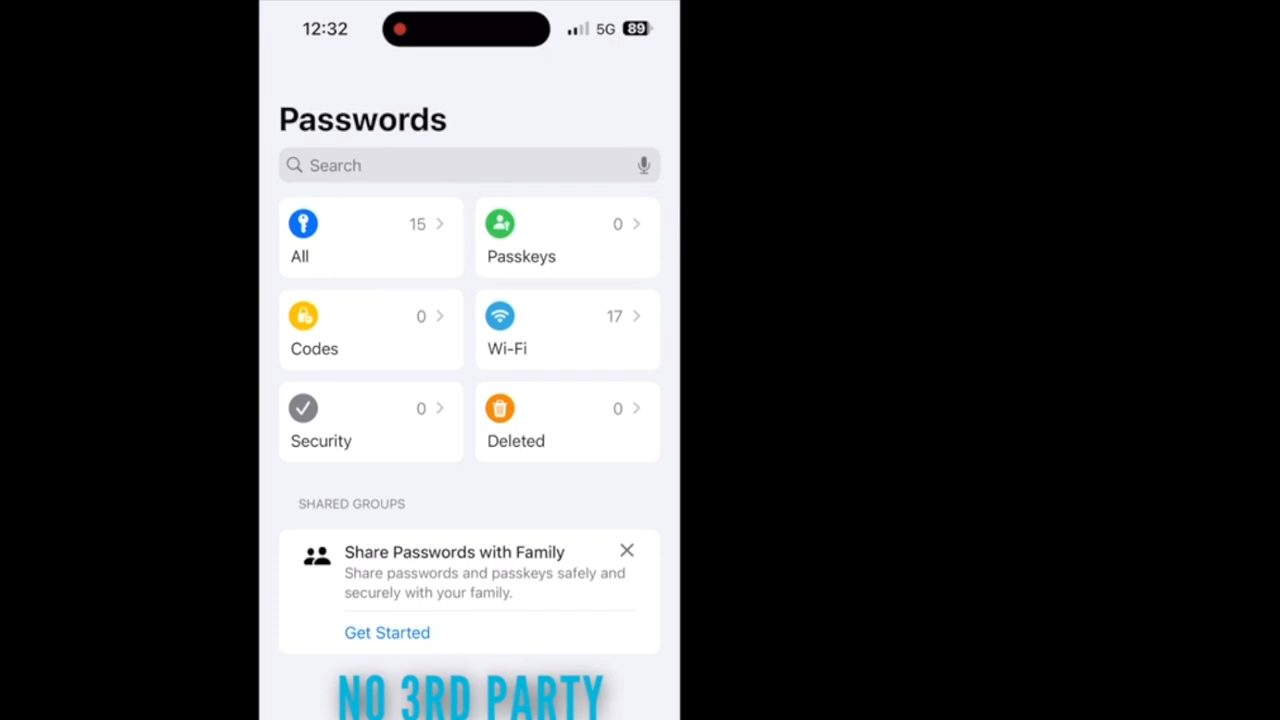 12:32
5G 89
Passwords
Search
15
All
0
Passkeys
0
Codes
17
Wi-Fi
0
Security
0
Deleted
SHARED GROUPS
Share Passwords with Family
Share passwords and passkeys safely and
securely with your family.
Get Started
NO 3RD PARTY